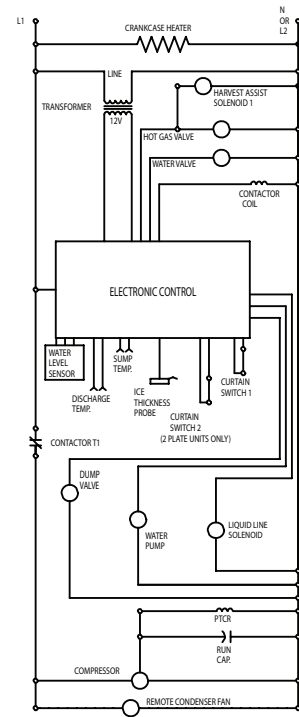 L1
N
OR
L2
CRANKCASE HEATER
LINE
TRANSFORMER
12V
HARVEST ASSIST
SOLENOID 1
HOT GAS VALVE
WATER VALVE
CONTACTOR
COIL
ELECTRONIC CONTROL
WATER
LEVEL
SENSOR
SUMP
TEMP.
DISCHARGE
TEMP.
ICE
THICKNESS
PROBE
CURTAIN
SWITCH 1
CURTAIN
SWITCH 2
(2 PLATE UNITS ONLY)
CONTACTOR T1
DUMP
VALVE
WATER
PUMP
LIQUID LINE
SOLENOID
PTCR
RUN
CAP.
COMPRESSOR
REMOTE CONDENSER FAN